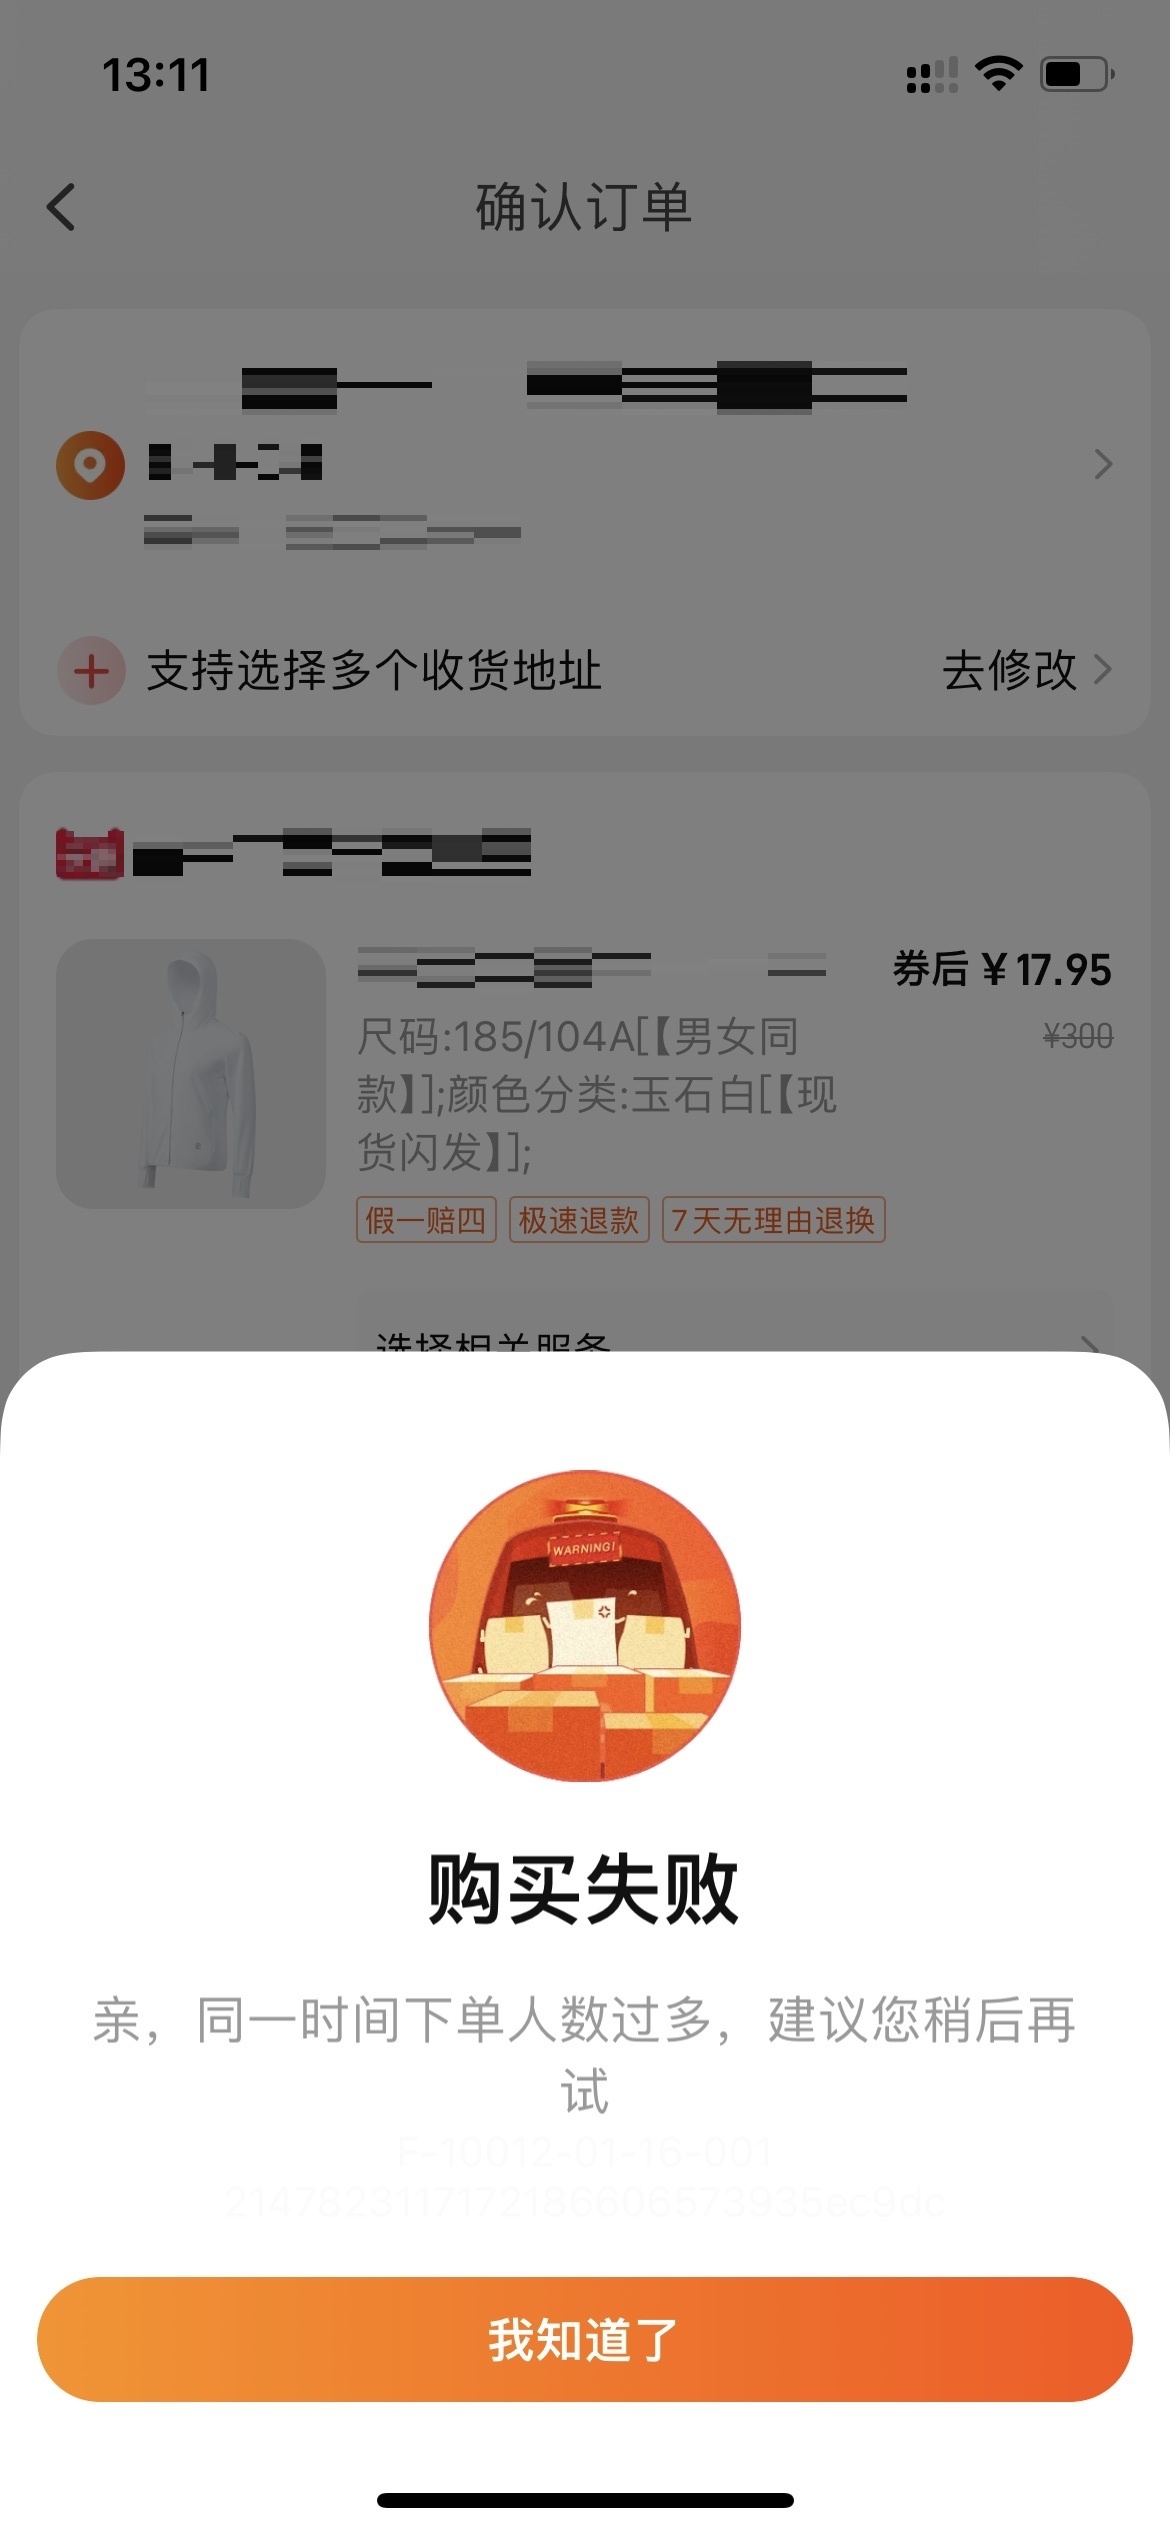 13:11
确认订单
支持选择多个收货地址 去修改
券后 ¥17.95
尺码:185/104A[【男女同 ¥300
款】];颜色分类:玉石白[【现
货闪发】];
假一赔四 极速退款 7天无理由退换
选择相关服务
WARNING!
购买失败
亲，同一时间下单人数过多，建议您稍后再
试
F-10012-01-16-001
2147823117172186606573935ec9dc
我知道了